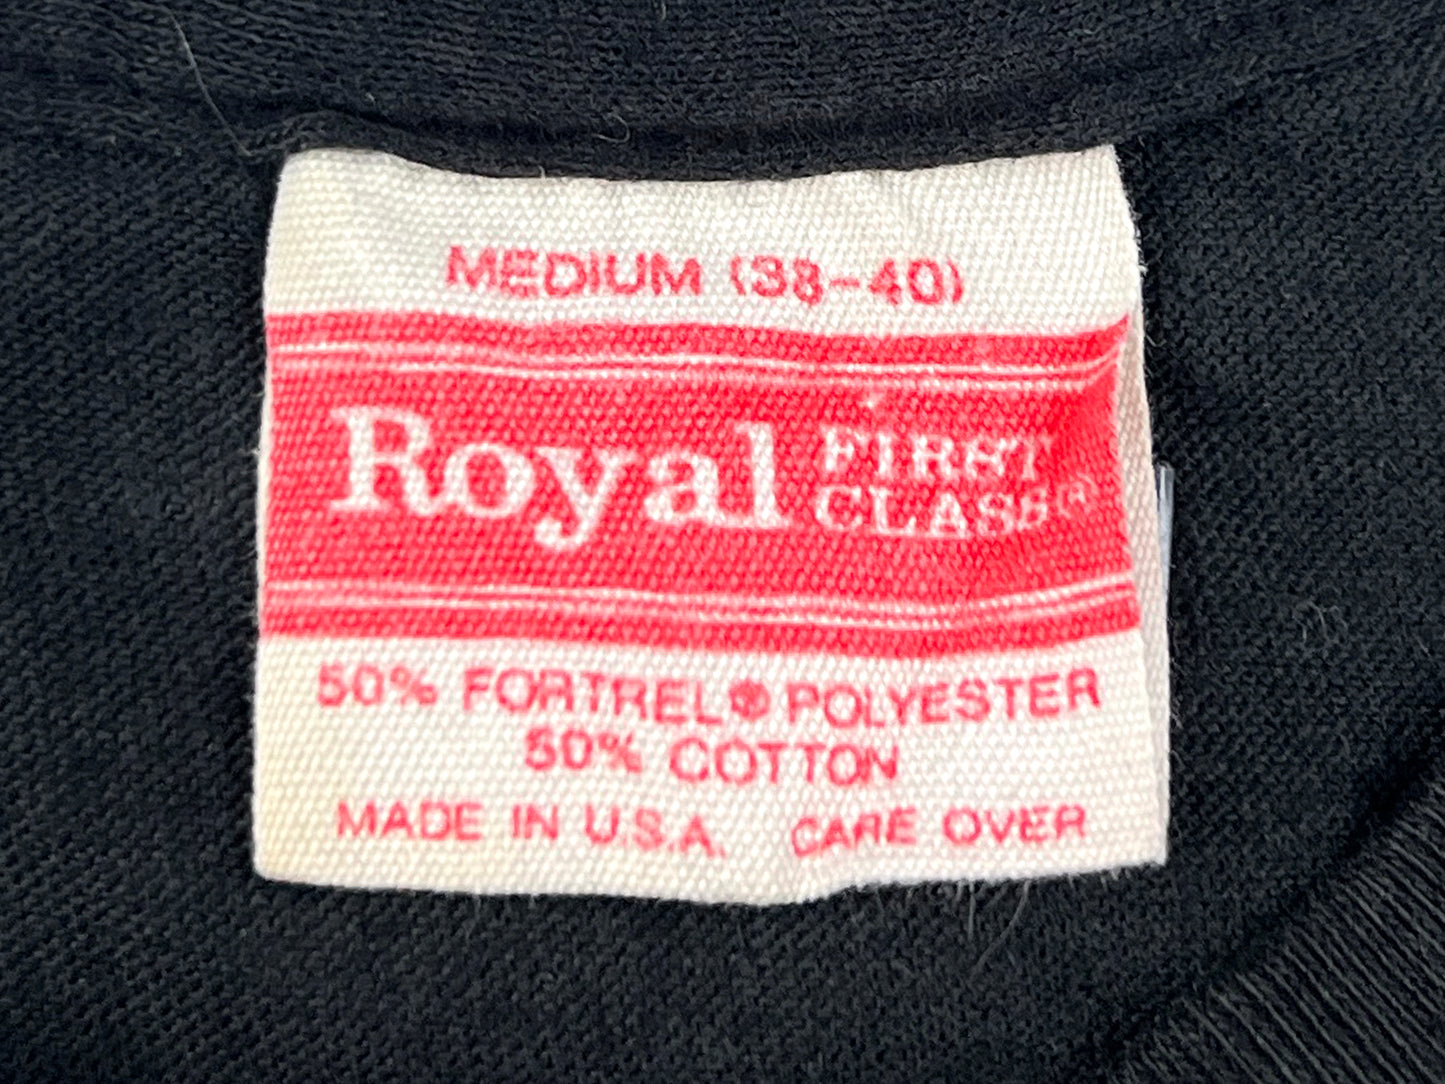 MEDIUM (38-40)
Royal FIRST CLASS®
50% FORTREL® POLYESTER
50% COTTON
MADE IN U.S.A. CARE OVER